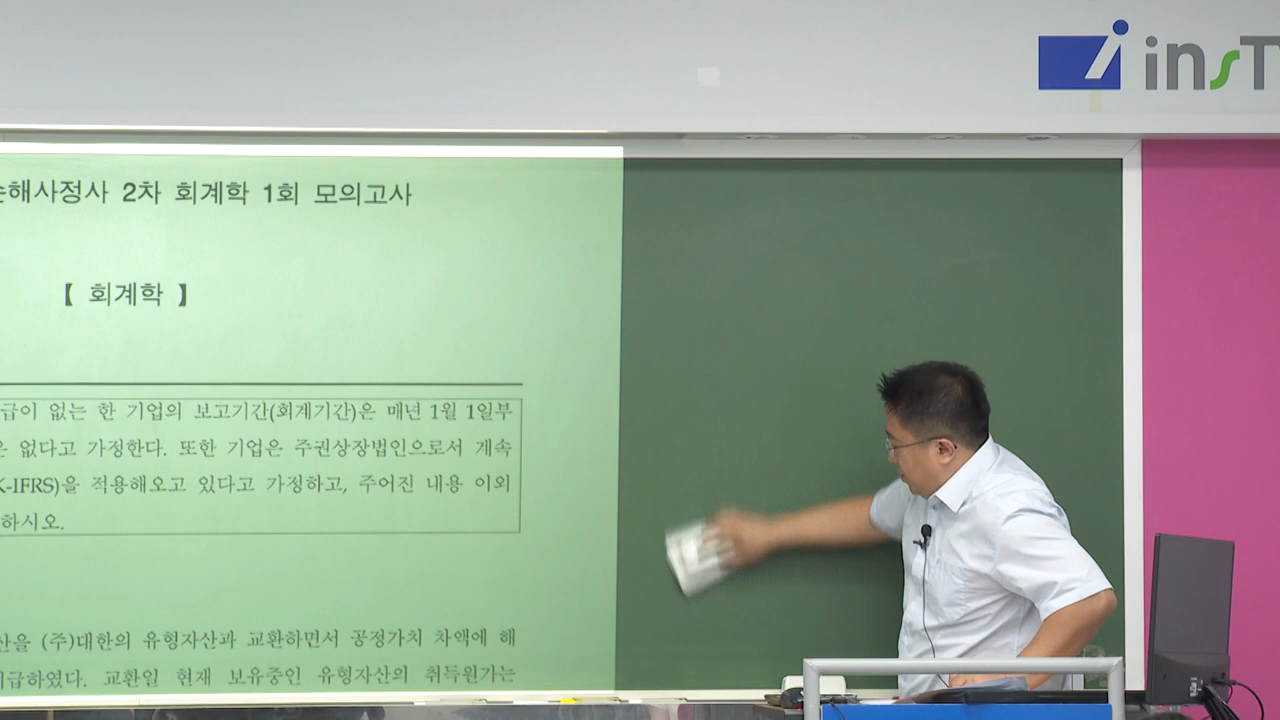 insT
손해사정사 2차 회계학 1회 모의고사
【 회계학 】
급이 없는 한 기업의 보고기간(회계기간)은 매년 1월 1일부
은 없다고 가정한다. 또한 기업은 주권상장법인으로서 계속
K-IFRS)을 적용해오고 있다고 가정하고, 주어진 내용 이외
하시오.
산을 (주)대한의 유형자산과 교환하면서 공정가치 차액에 해
지급하였다. 교환일 현재 보유중인 유형자산의 취득원가는